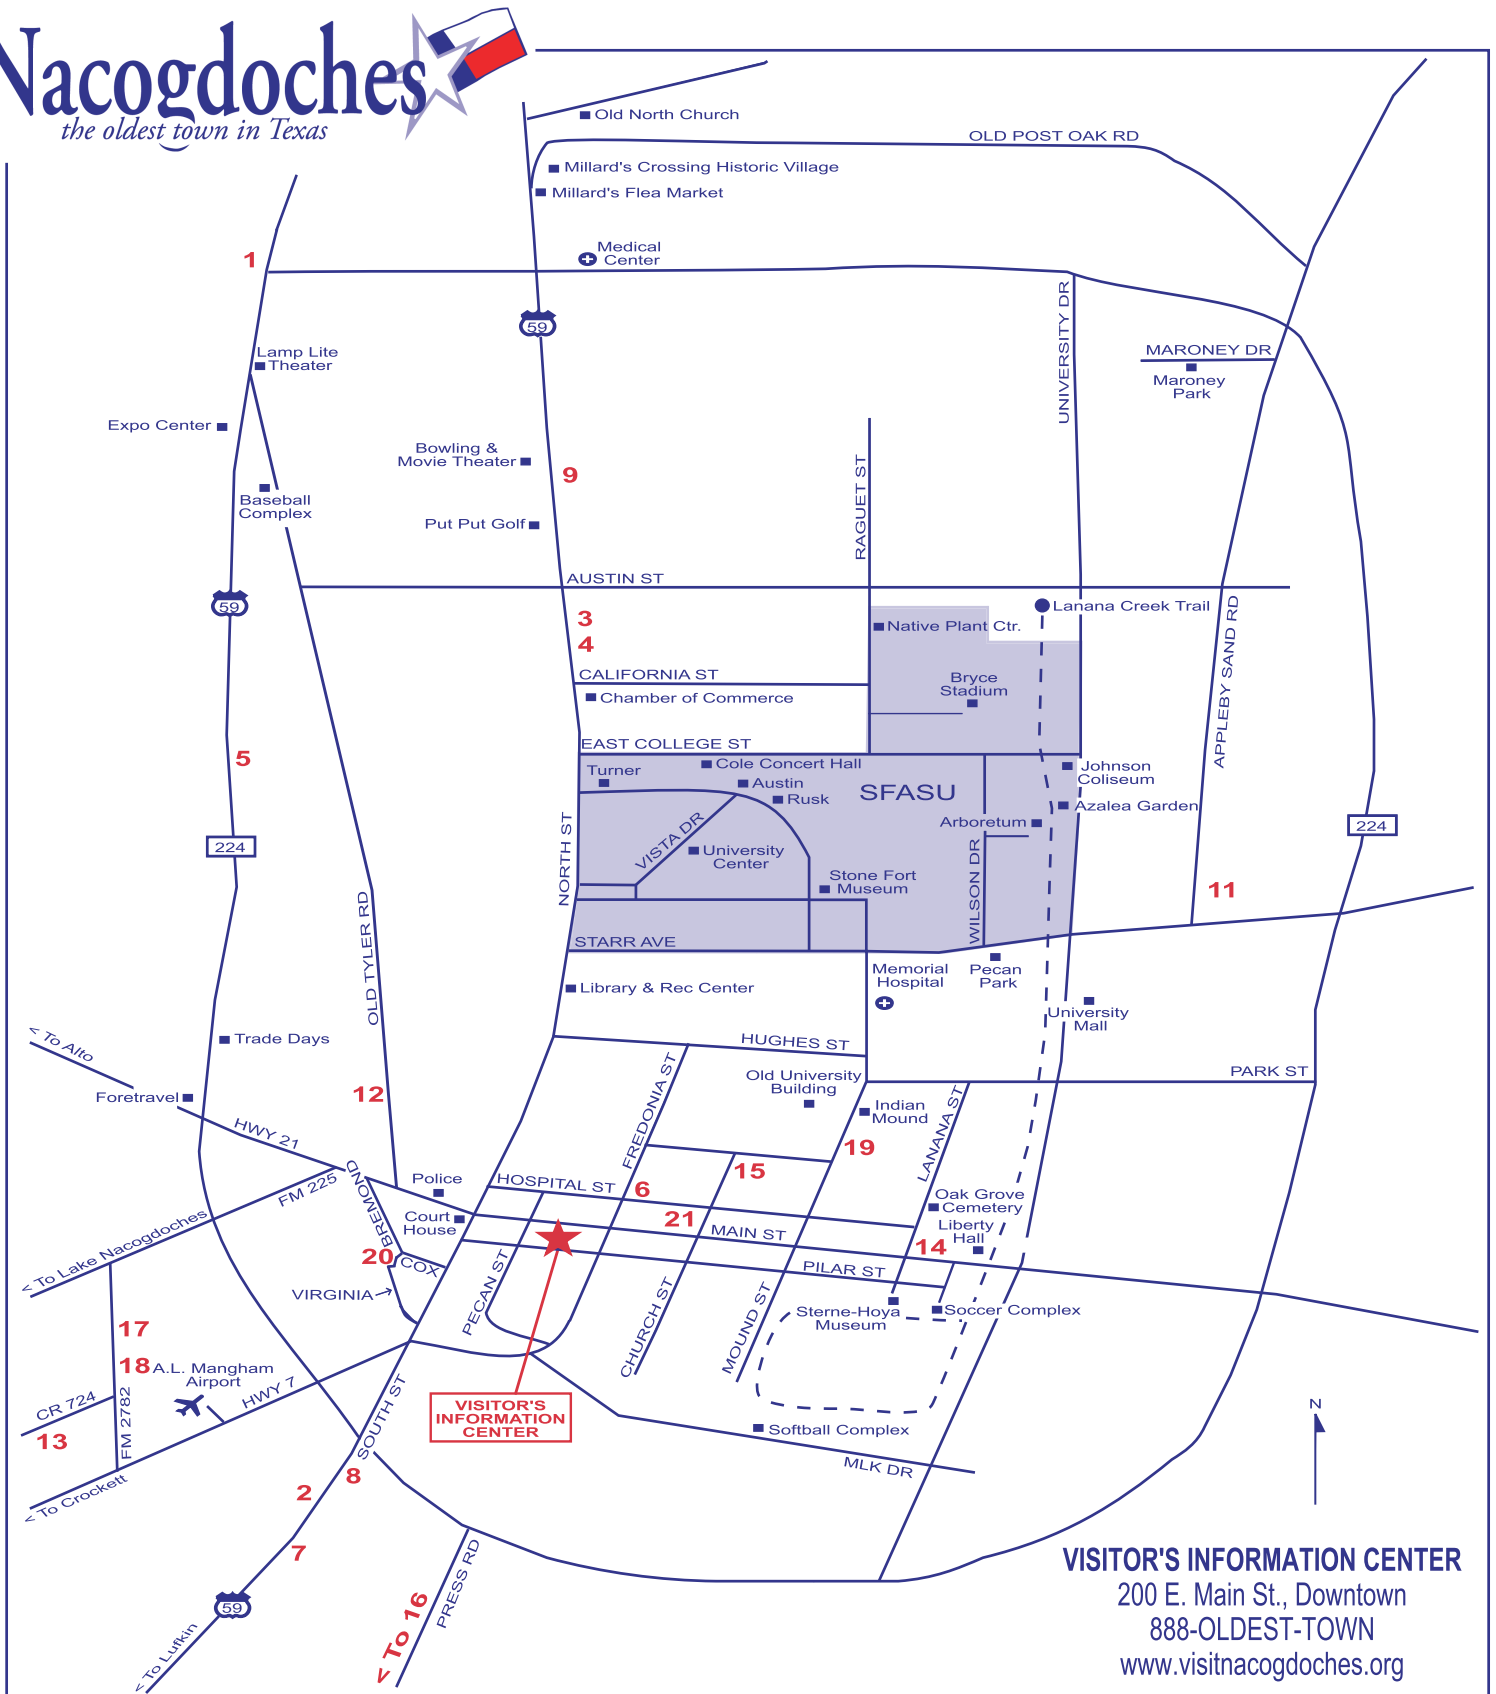 Nacogdoches
the oldest town in Texas
Old North Church
OLD POST OAK RD
Millard's Crossing Historic Village
Millard's Flea Market
Medical
Center
1
59
UNIVERSITY DR
MARONEY DR
Maroney
Park
Lamp Lite
Theater
Expo Center
Bowling &
Movie Theater
9
RAGUET ST
Baseball
Complex
Put Put Golf
AUSTIN ST
59
3
4
Lanana Creek Trail
Native Plant Ctr.
APPLEBY SAND RD
CALIFORNIA ST
Chamber of Commerce
Bryce
Stadium
5
EAST COLLEGE ST
Turner
Cole Concert Hall
Austin
Rusk
SFASU
Johnson
Coliseum
Azalea Garden
Arboretum
224
224
NORTH ST
VISTA DR
University
Center
Stone Fort
Museum
WILSON DR
11
OLD TYLER RD
STARR AVE
Memorial
Hospital
Pecan
Park
Library & Rec Center
University
Mall
< To Alto
Trade Days
HUGHES ST
PARK ST
Foretravel
12
FREDONIA ST
Old University
Building
Indian
Mound
LANANA ST
HWY 21
19
15
BREMOND
FM 225
Police
HOSPITAL ST
6
Oak Grove
Cemetery
Court
House
21
MAIN ST
Liberty
Hall
14
< To Lake Nacogdoches
20
COX
VIRGINIA
PECAN ST
PILAR ST
CHURCH ST
MOUND ST
Sterne-Hoya
Museum
Soccer Complex
17
18
A.L. Mangham
Airport
HWY 7
CR 724
13
FM 2782
SOUTH ST
VISITOR'S
INFORMATION
CENTER
Softball Complex
MLK DR
N
< To Crockett
8
2
7
59
< To Lufkin
< To 16
PRESS RD
VISITOR'S INFORMATION CENTER
200 E. Main St., Downtown
888-OLDEST-TOWN
www.visitnacogdoches.org